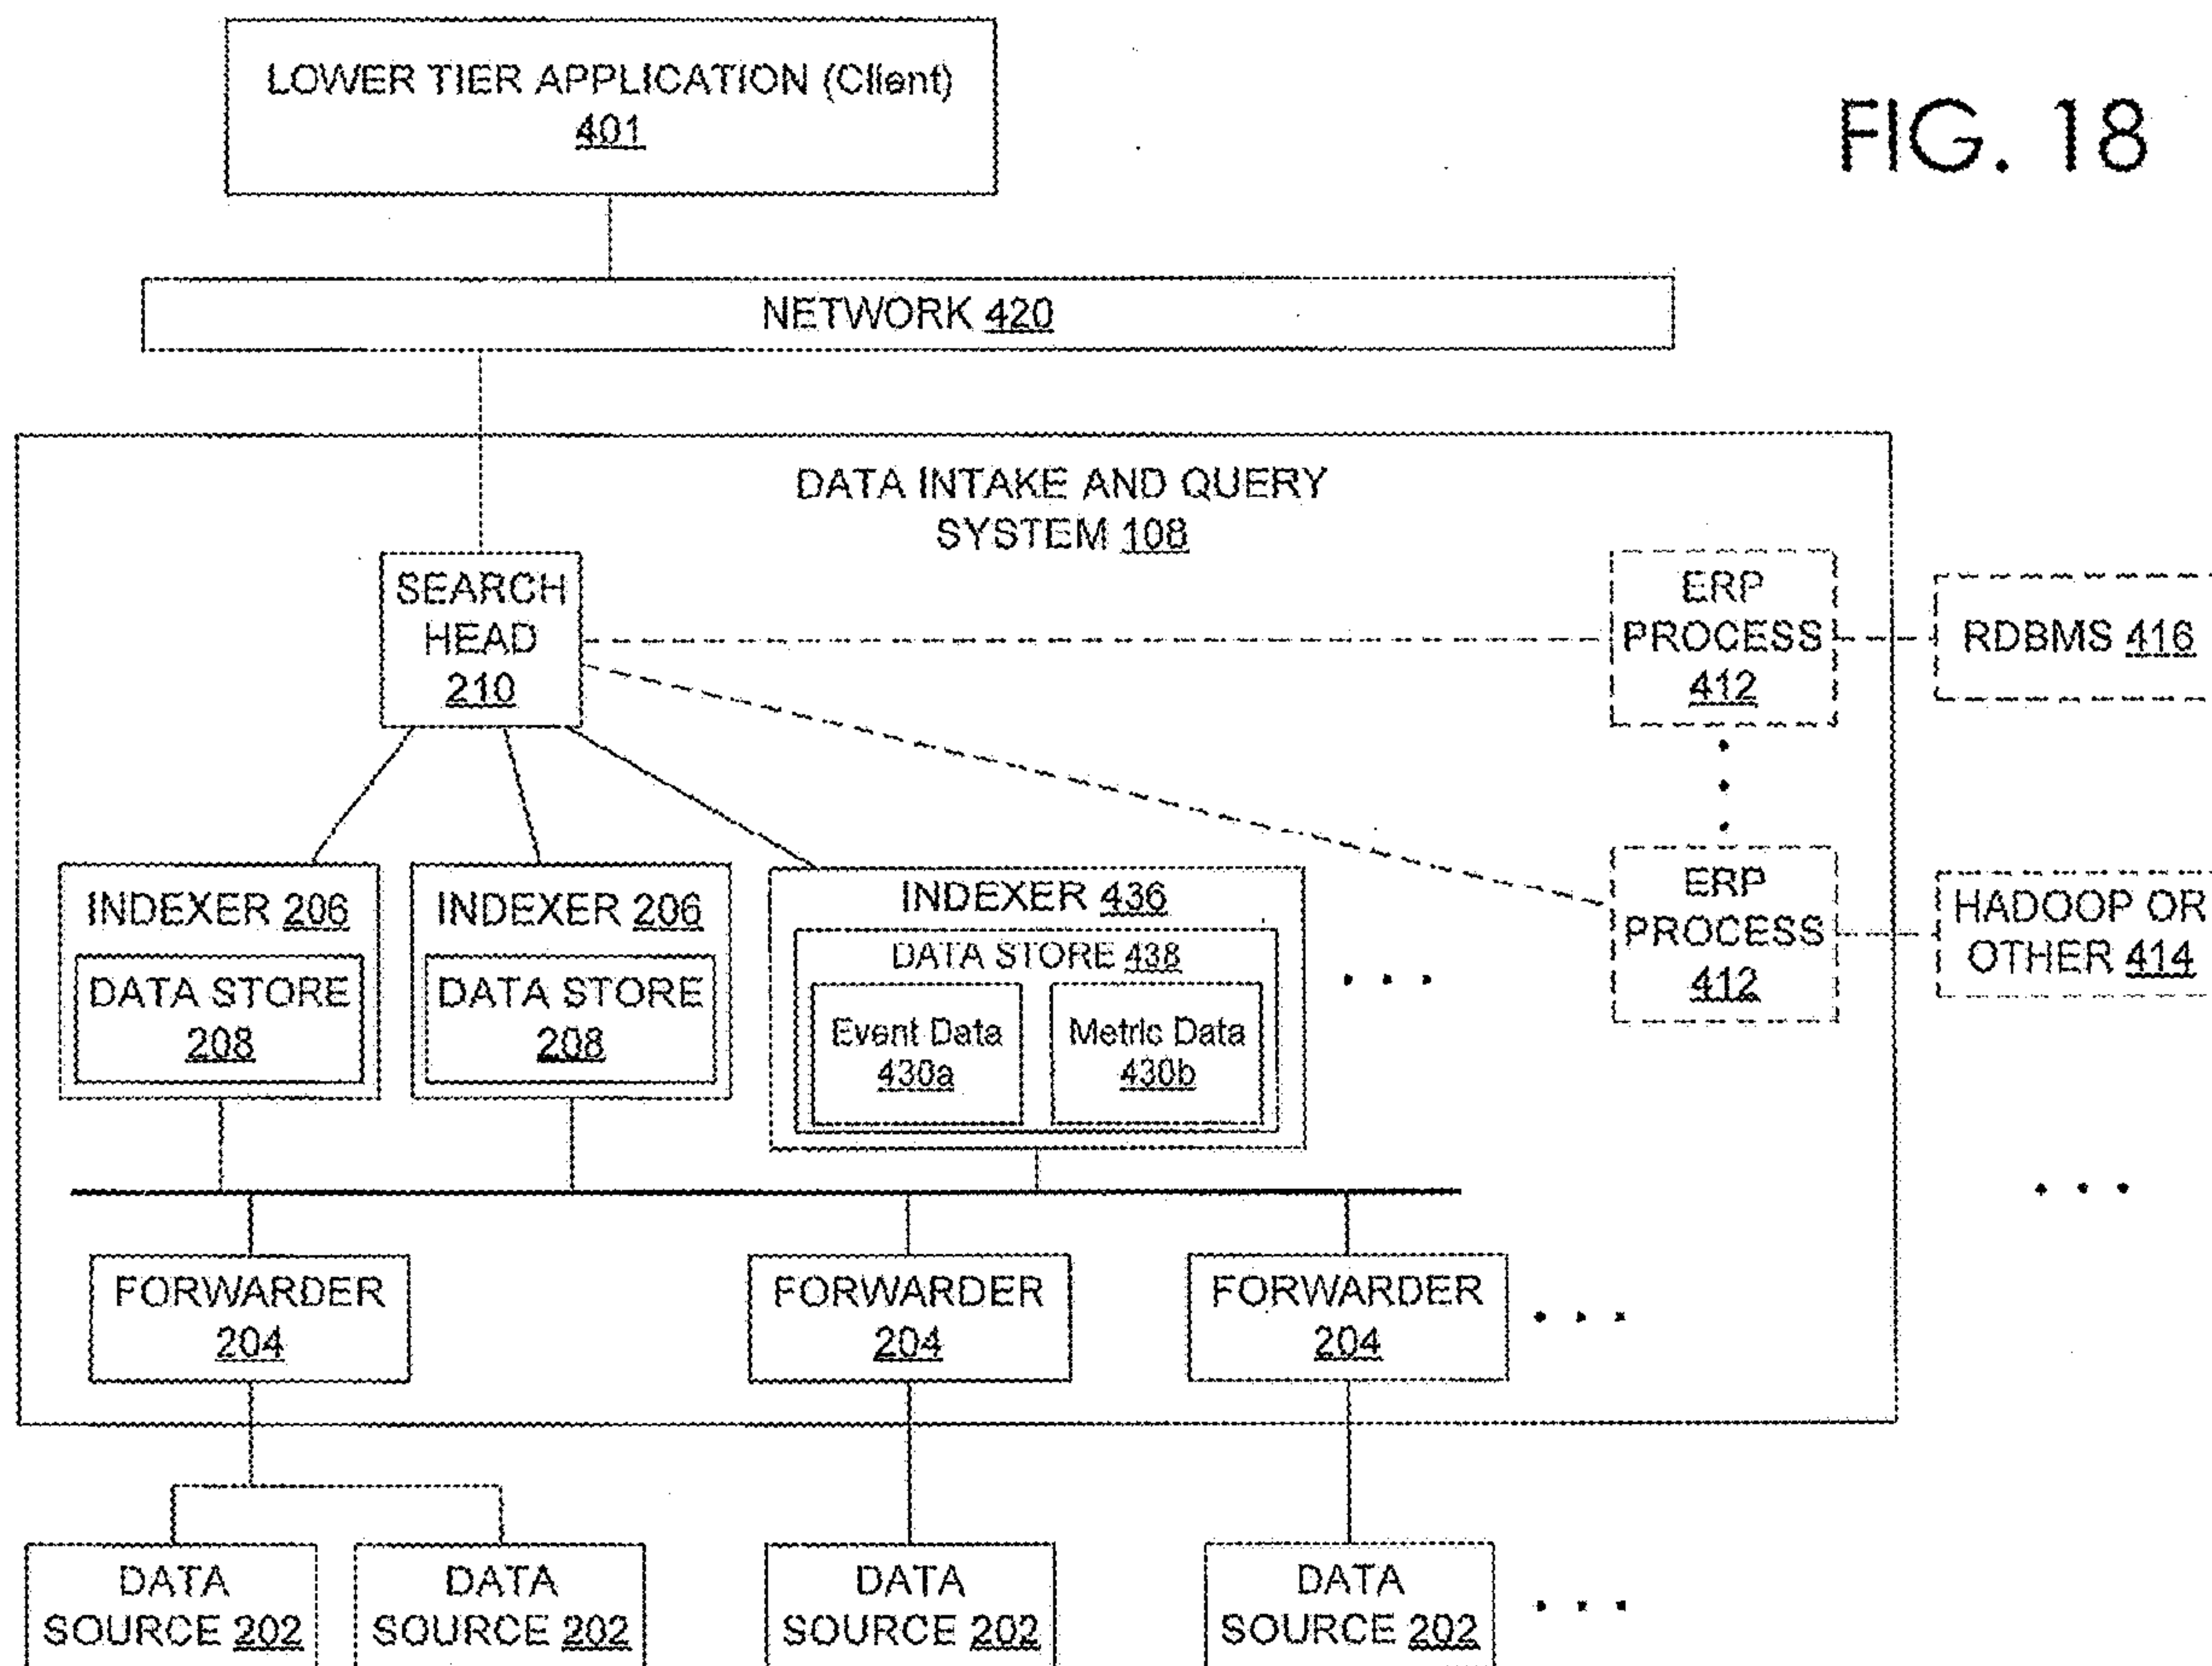 LOWER TIER APPLICATION (Client)
401
FIG. 18
NETWORK 420
DATA INTAKE AND QUERY
SYSTEM 108
SEARCH
HEAD
210
ERP
PROCESS
412
RDBMS 416
INDEXER 206
DATA STORE
208
INDEXER 206
DATA STORE
208
INDEXER 436
DATA STORE 438
Event Data
430a
Metric Data
430b
ERP
PROCESS
412
HADOOP OR
OTHER 414
FORWARDER
204
FORWARDER
204
FORWARDER
204
DATA
SOURCE 202
DATA
SOURCE 202
DATA
SOURCE 202
DATA
SOURCE 202